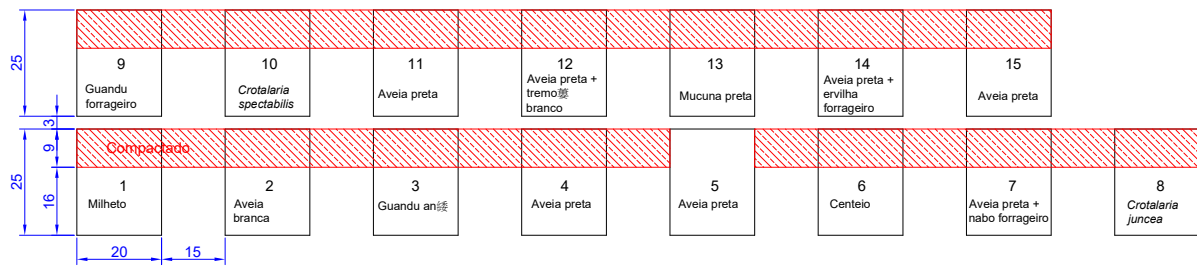 25
9
Guandu
forrageiro
10
Crotalaria
spectabilis
11
Aveia preta
12
Aveia preta +
branco
13
Mucuna preta
14
Aveia preta +
ervilha
forrageiro
15
Aveia preta
3
25
9
16
Compactado
1
Milheto
2
Aveia
branca
3
Guandu
4
Aveia preta
5
Aveia preta
6
Centeio
7
Aveia preta +
nabo forrageiro
8
Crotalaria
juncea
20
15